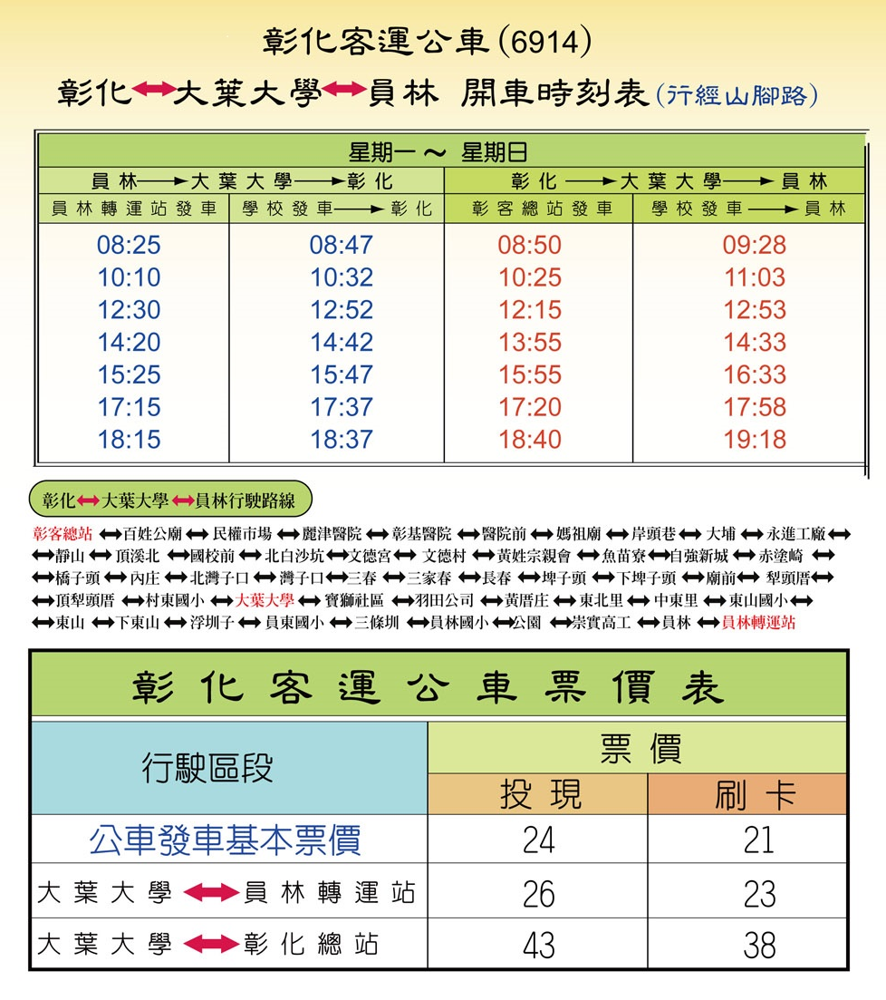 彰化客運公車(6914)
彰化↔大葉大學↔員林 開車時刻表(行經山腳路)
星期一～星期日
員林→大葉大學→彰化 彰化→大葉大學→員林
員林轉運站發車 學校發車→彰化 彰客總站發車 學校發車→員林
08:25 08:47 08:50 09:28
10:10 10:32 10:25 11:03
12:30 12:52 12:15 12:53
14:20 14:42 13:55 14:33
15:25 15:47 15:55 16:33
17:15 17:37 17:20 17:58
18:15 18:37 18:40 19:18
彰化↔大葉大學↔員林行駛路線
彰客總站↔百姓公廟↔民權市場↔麗津醫院↔彰基醫院↔醫院前↔媽祖廟↔岸頭巷↔大埔↔永進工廠↔
↔靜山↔頂溪北↔國校前↔北白沙坑↔文德宮↔文德村↔黃姓宗親會↔魚苗寮↔自強新城↔赤塗崎↔
↔橋子頭↔內庄↔北灣子口↔灣子口↔三春↔三家春↔長春↔埤子頭↔下埤子頭↔廟前↔犁頭厝↔
↔頂犁頭厝↔村東國小↔大葉大學↔寶獅社區↔羽田公司↔黃厝庄↔東北里↔中東里↔東山國小↔
↔東山↔下東山↔浮圳子↔員東國小↔三條圳↔員林國小↔公園↔崇實高工↔員林↔員林轉運站
彰化客運公車票價表
行駛區段 票價
投現 刷卡
公車發車基本票價 24 21
大葉大學↔員林轉運站 26 23
大葉大學↔彰化總站 43 38